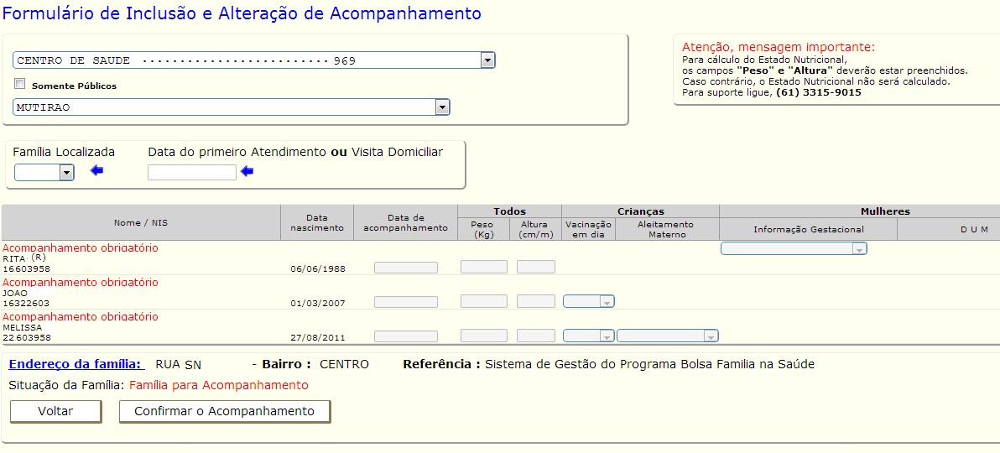 Formulário de Inclusão e Alteração de Acompanhamento
CENTRO DE SAUDE ························· 969
Somente Públicos
MUTIRAO
Atenção, mensagem importante:
Para cálculo do Estado Nutricional,
os campos "Peso" e "Altura" deverão estar preenchidos.
Caso contrário, o Estado Nutricional não será calculado.
Para suporte ligue, (61) 3315-9015
Família Localizada
Data do primeiro Atendimento ou Visita Domiciliar
Nome / NIS
Data
nascimento
Data de
acompanhamento
Todos
Peso
(Kg)
Altura
(cm/m)
Crianças
Vacinação
em dia
Aleitamento
Materno
Mulheres
Informação Gestacional
D U M
Acompanhamento obrigatório
RITA· (R)
16603958 06/06/1988
Acompanhamento obrigatório
JOAO
16322603 01/03/2007
Acompanhamento obrigatório
MELISSA
22603958 27/08/2011
Endereço da família: RUA SN - Bairro : CENTRO Referência : Sistema de Gestão do Programa Bolsa Familia na Saúde
Situação da Família: Família para Acompanhamento
Voltar
Confirmar o Acompanhamento